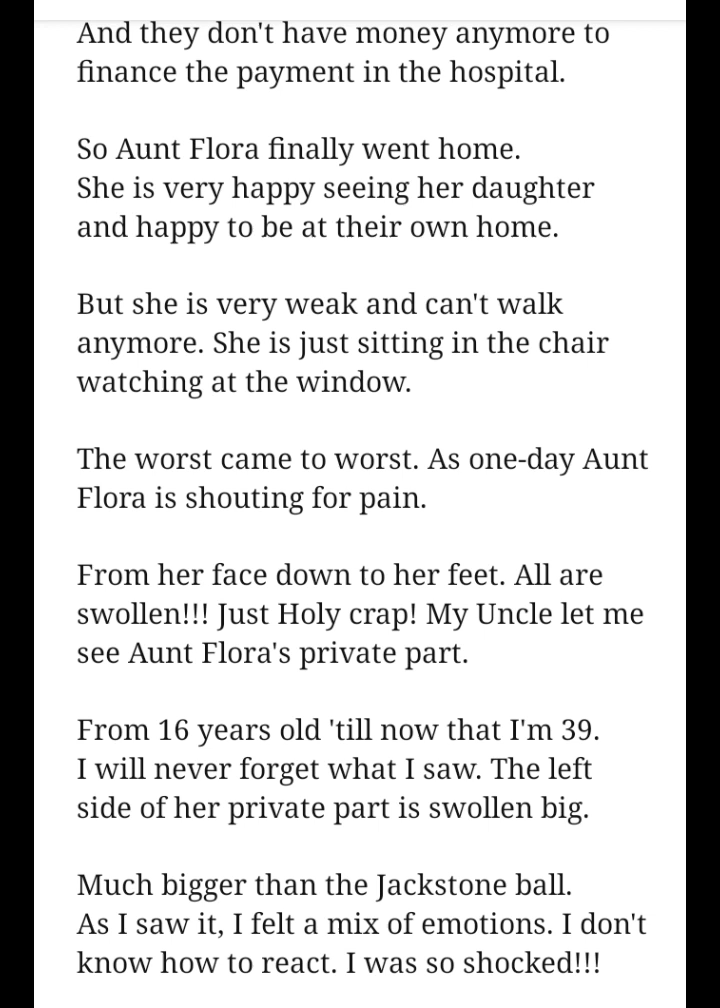 And they don't have money anymore to
finance the payment in the hospital.
So Aunt Flora finally went home.
She is very happy seeing her daughter
and happy to be at their own home.
But she is very weak and can't walk
anymore. She is just sitting in the chair
watching at the window.
The worst came to worst. As one-day Aunt
Flora is shouting for pain.
From her face down to her feet. All are
swollen!!! Just Holy crap! My Uncle let me
see Aunt Flora's private part.
From 16 years old 'till now that I'm 39.
I will never forget what I saw. The left
side of her private part is swollen big.
Much bigger than the Jackstone ball.
As I saw it, I felt a mix of emotions. I don't
know how to react. I was so shocked!!!